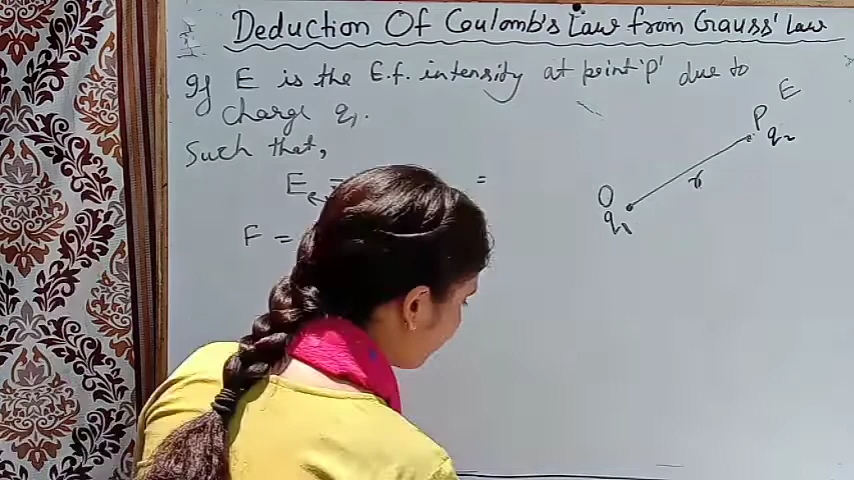 Deduction Of Coulomb's Law from Gauss' Law
If E is the E.f. intensity at point 'P' due to
charge q1.
Such that,
E = =
F =
E
P
q2
r
O
q1